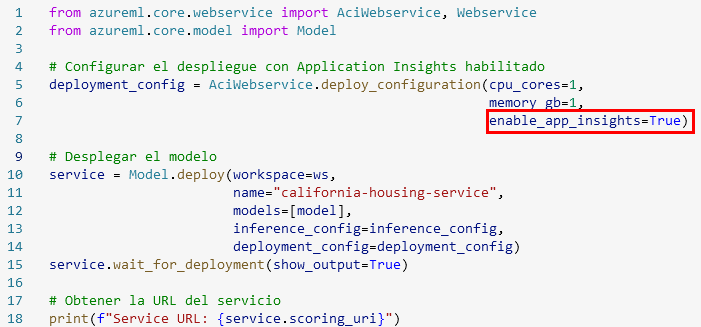 1 from azureml.core.webservice import AciWebservice, Webservice
2 from azureml.core.model import Model
3
4 # Configurar el despliegue con Application Insights habilitado
5 deployment_config = AciWebservice.deploy_configuration(cpu_cores=1,
6 memory_gb=1,
7 enable_app_insights=True)
8
9 # Desplegar el modelo
10 service = Model.deploy(workspace=ws,
11 name="california-housing-service",
12 models=[model],
13 inference_config=inference_config,
14 deployment_config=deployment_config)
15 service.wait_for_deployment(show_output=True)
16
17 # Obtener la URL del servicio
18 print(f"Service URL: {service.scoring_uri}")